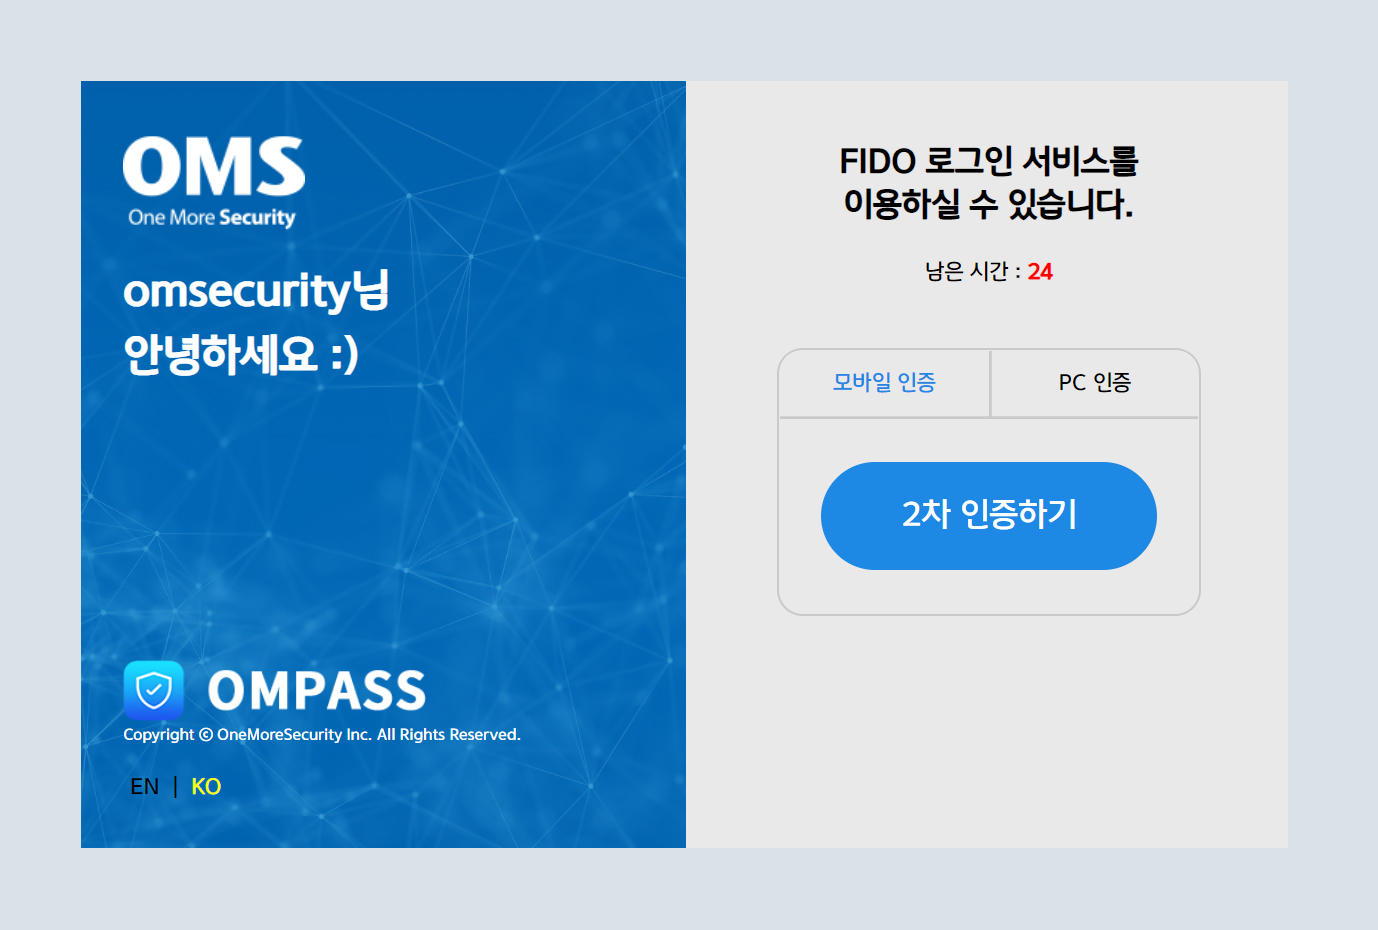 OMS
One More Security
omsecurity님
안녕하세요 :)
OMPASS
Copyright ⓒ OneMoreSecurity Inc. All Rights Reserved.
EN | KO
FIDO 로그인 서비스를
이용하실 수 있습니다.
남은 시간 : 24
모바일 인증 PC 인증
2차 인증하기